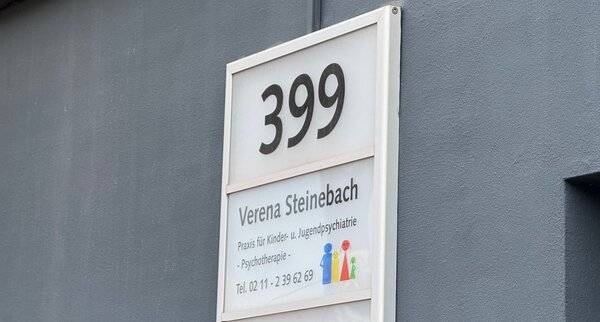 399
Verena Steinebach
Praxis für Kinder- u. Jugendpsychiatrie
- Psychotherapie -
Tel. 02 11 - 2 39 62 69